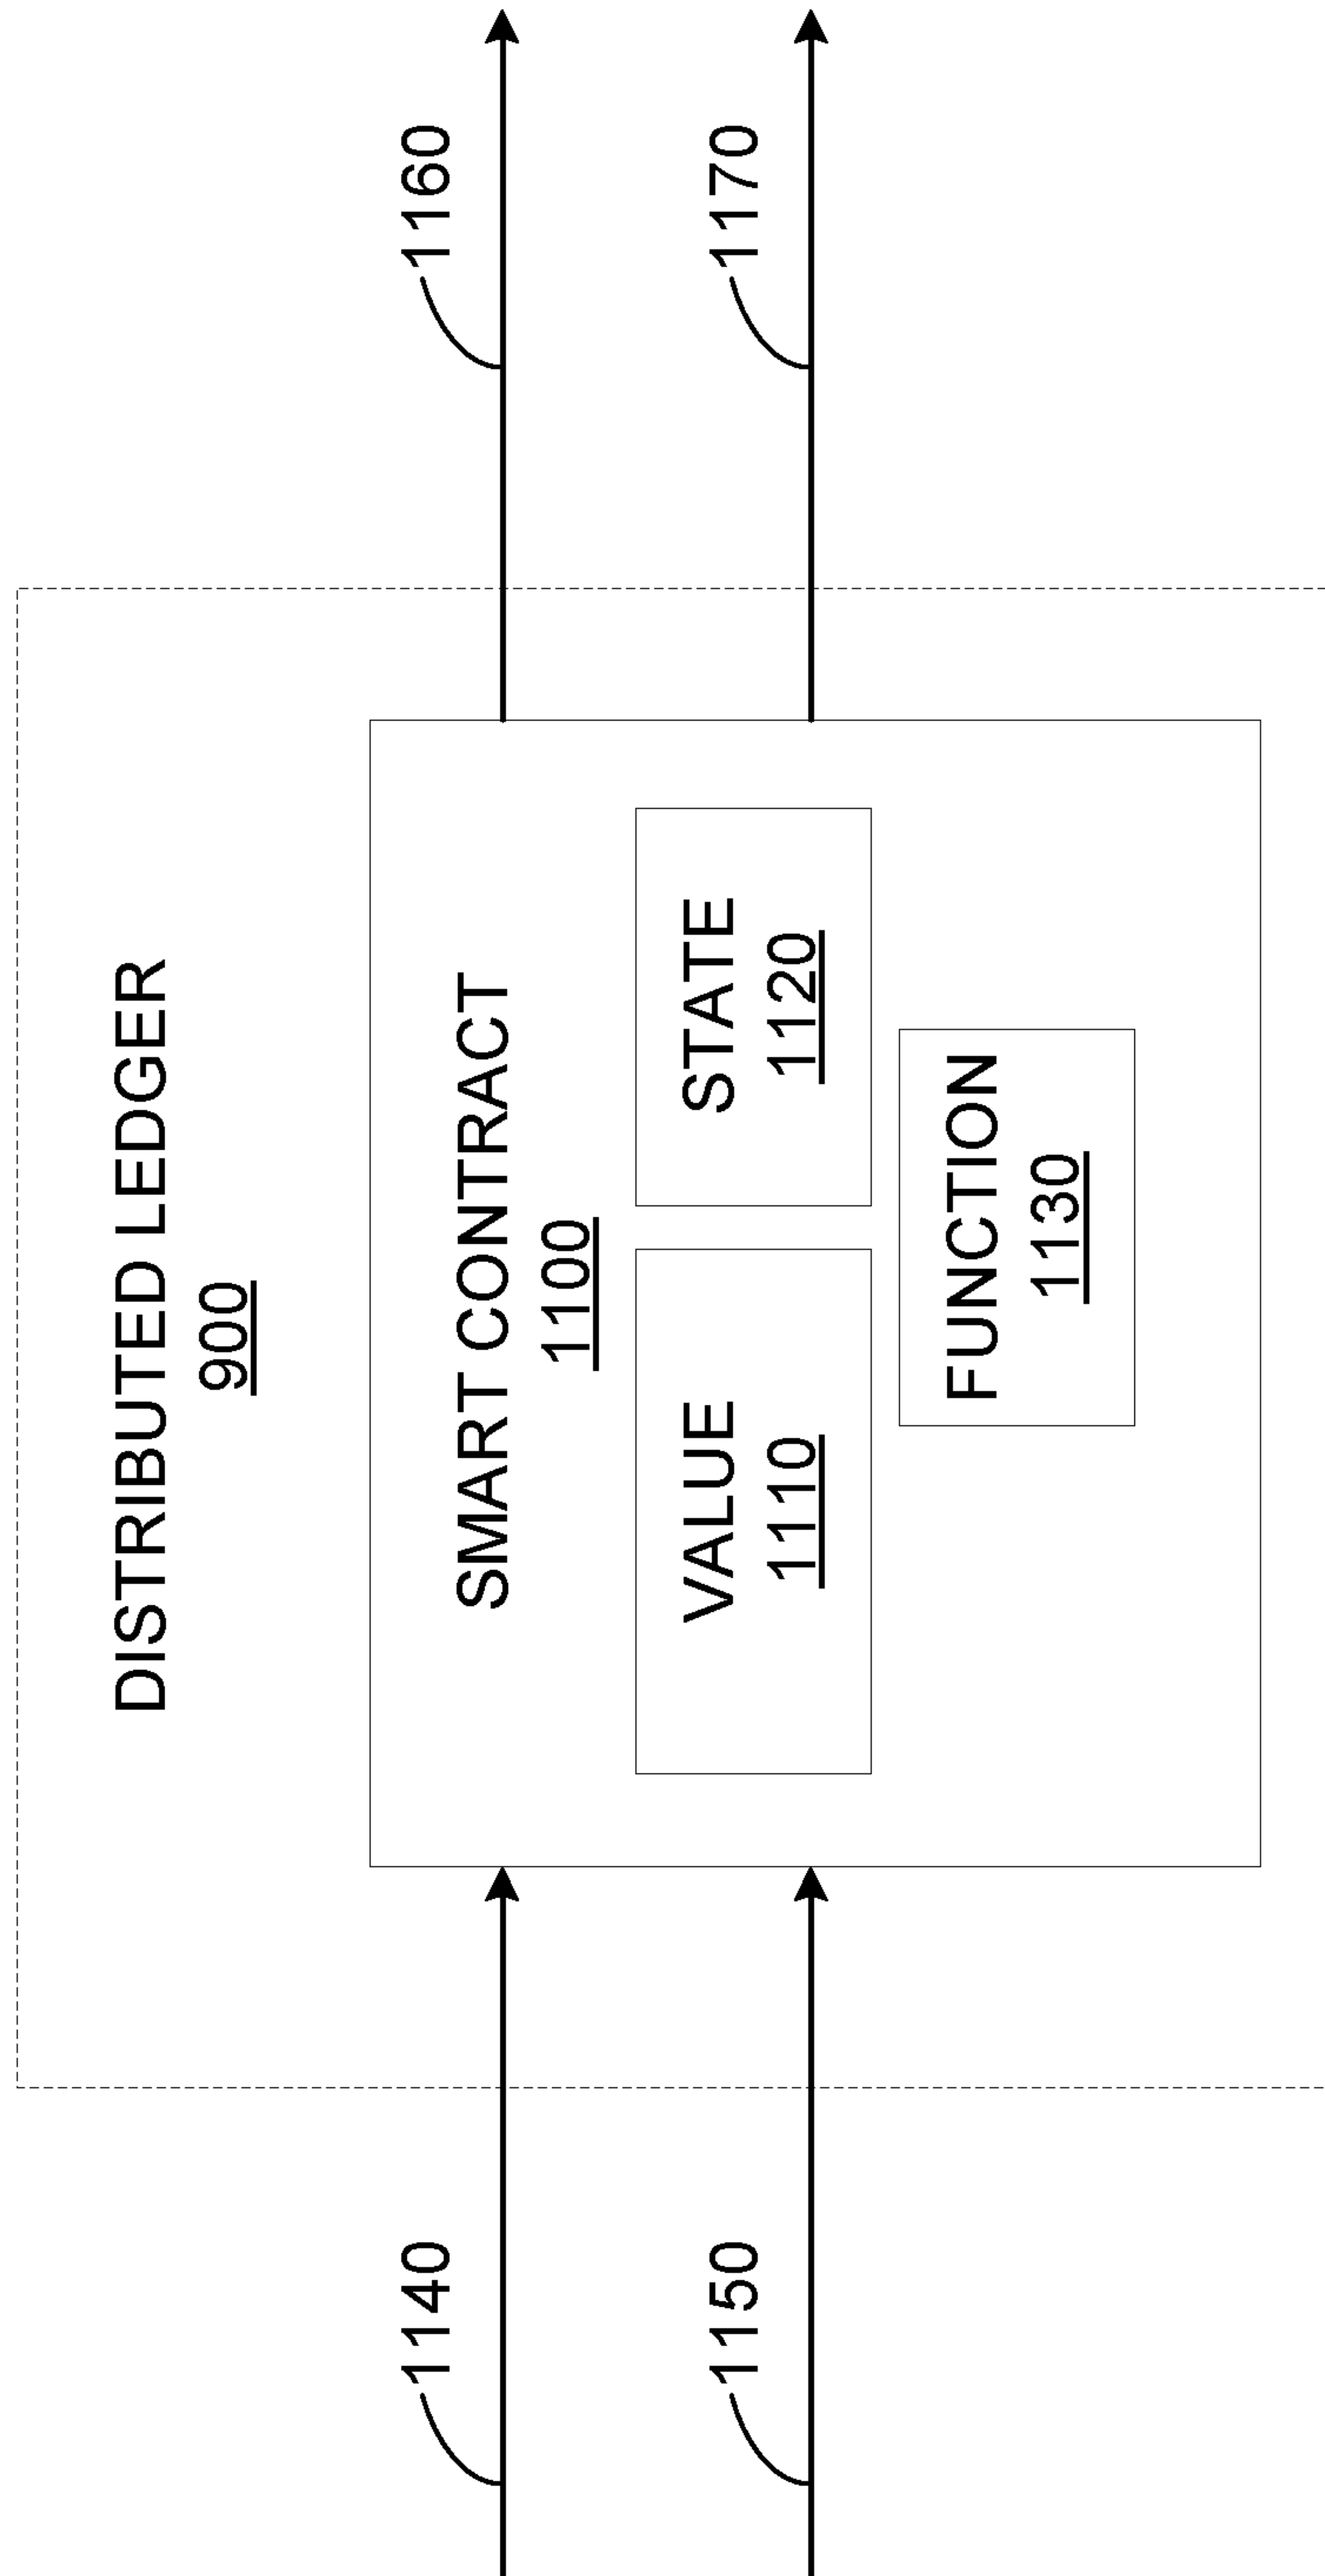 DISTRIBUTED LEDGER
900
SMART CONTRACT
1100
1140
1160
VALUE
1110
STATE
1120
1150
1170
FUNCTION
1130